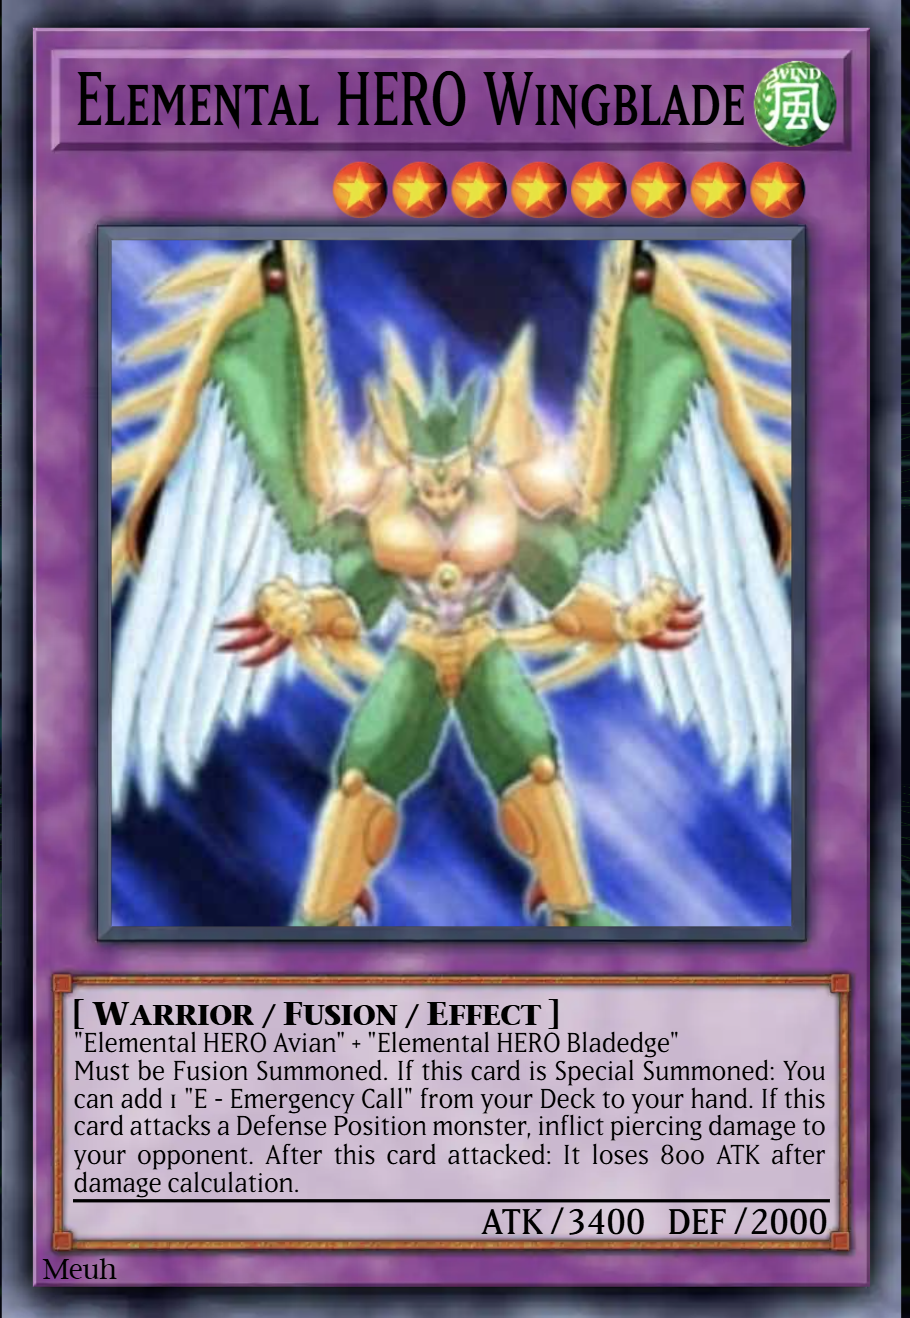 Elemental HERO Wingblade
WIND
風
[ Warrior / Fusion / Effect ]
"Elemental HERO Avian" + "Elemental HERO Bladedge"
Must be Fusion Summoned. If this card is Special Summoned: You
can add 1 "E - Emergency Call" from your Deck to your hand. If this
card attacks a Defense Position monster, inflict piercing damage to
your opponent. After this card attacked: It loses 800 ATK after
damage calculation.
ATK/3400 DEF/2000
Meuh